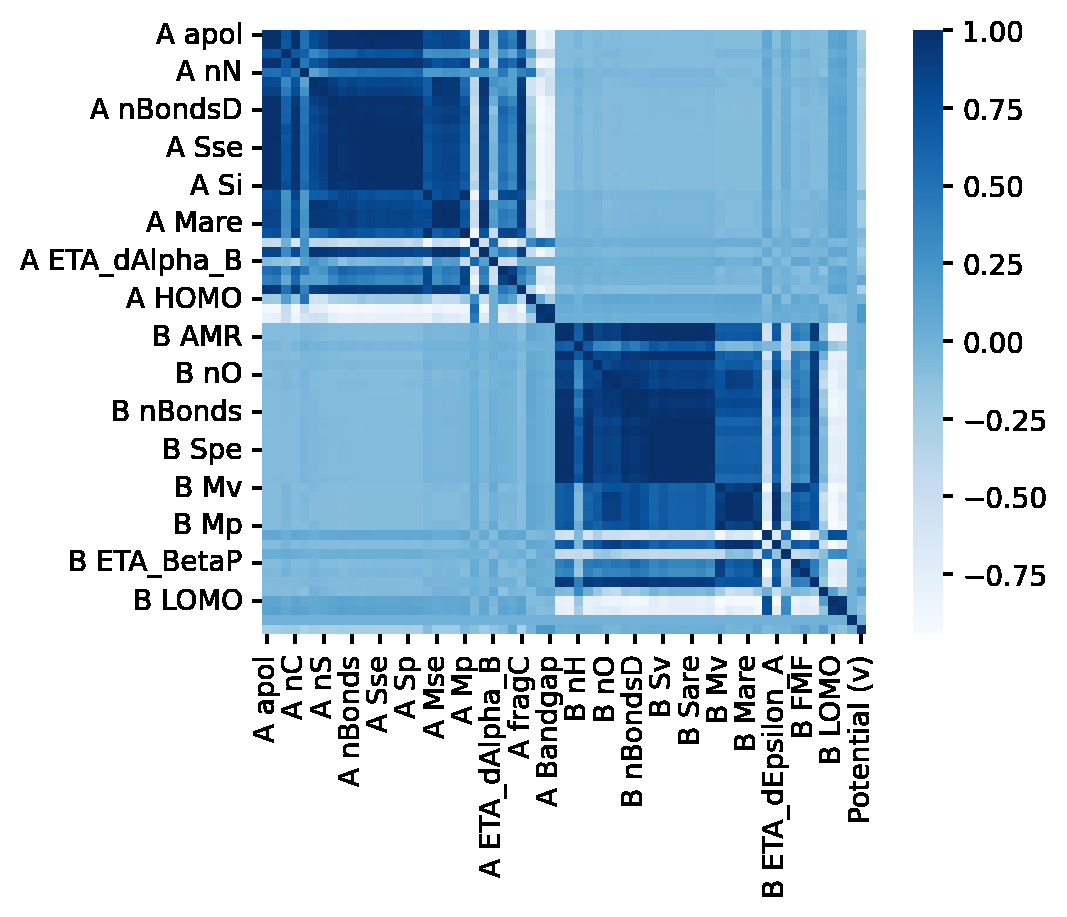 A apol
A nN
A nBondsD
A Sse
A Si
A Mare
A ETA_dAlpha_B
A HOMO
B AMR
B nO
B nBonds
B Spe
B Mv
B Mp
B ETA_BetaP
B LOMO
1.00
0.75
0.50
0.25
0.00
−0.25
−0.50
−0.75
A apol
A nC
A nS
A nBonds
A Sse
A Sp
A Mse
A Mp
A ETA_dAlpha_B
A fragC
A Bandgap
B nH
B nO
B nBondsD
B Sv
B Sare
B Mv
B Mare
B ETA_dEpsilon_A
B FMF
B LOMO
Potential (v)